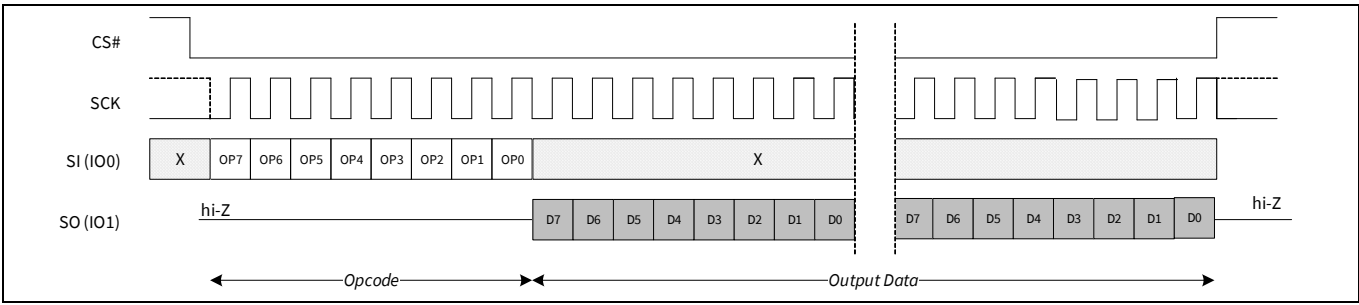 CS#
SCK
SI (IO0) X OP7 OP6 OP5 OP4 OP3 OP2 OP1 OP0 X
hi-Z hi-Z
SO (IO1) D7 D6 D5 D4 D3 D2 D1 D0 D7 D6 D5 D4 D3 D2 D1 D0
Opcode Output Data